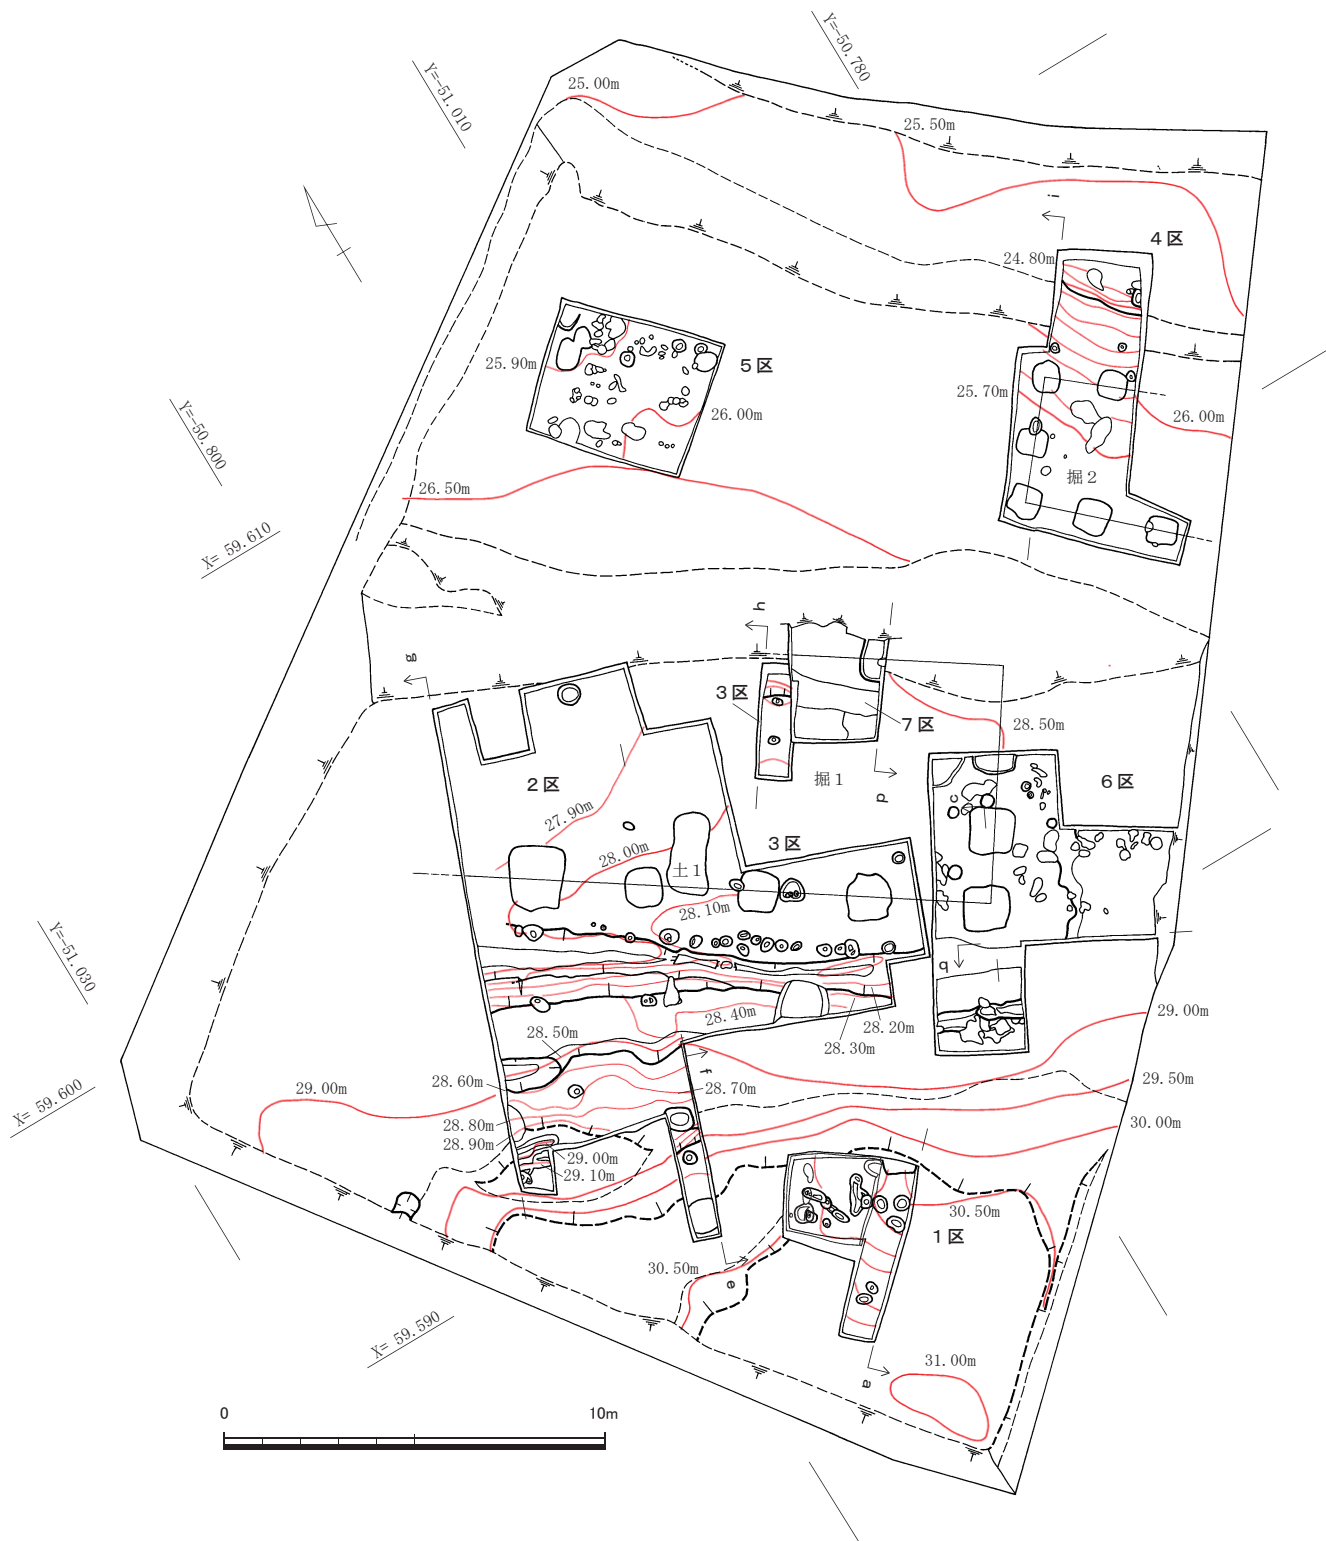 Y=-50.780
Y=-51.010
25.00m
25.50m
i
4区
24.80m
5区
25.90m
26.00m
25.70m
26.00m
Y=-50.800
掘2
26.50m
X= 59.610
h
g
3区
7区
28.50m
掘1
2区
d
c
6区
27.90m
3区
28.00m
土1
28.10m
Y=-51.030
b
28.40m
28.20m
28.30m
29.00m
28.50m
28.60m
f
28.70m
29.50m
X= 59.600
29.00m
28.80m
28.90m
30.00m
29.00m
29.10m
30.50m
1区
30.50m
e
X= 59.590
31.00m
a
0
10m